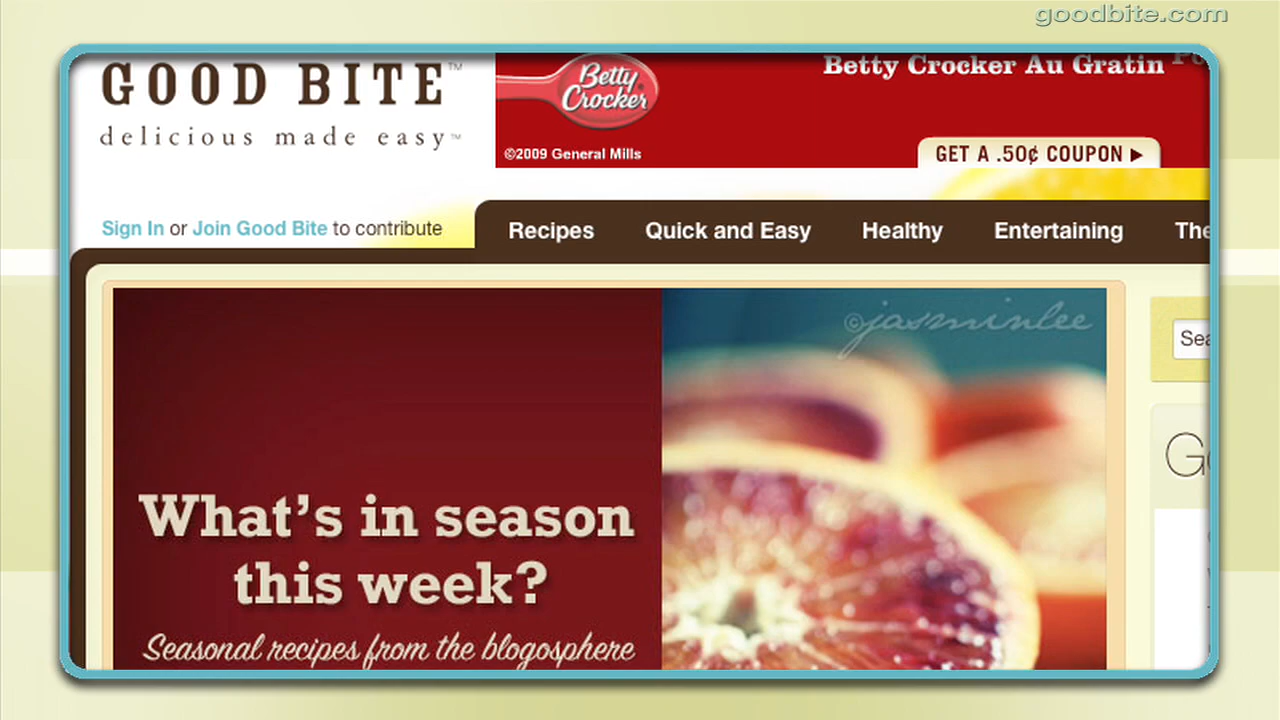 goodbite.com
GOOD BITE™
delicious made easy™
Betty
Crocker
Betty Crocker Au Gratin
©2009 General Mills
GET A .50¢ COUPON ▶
Sign In or Join Good Bite to contribute
Recipes Quick and Easy Healthy Entertaining The
©jasminlee
Sea
What's in season
this week?
Seasonal recipes from the blogosphere